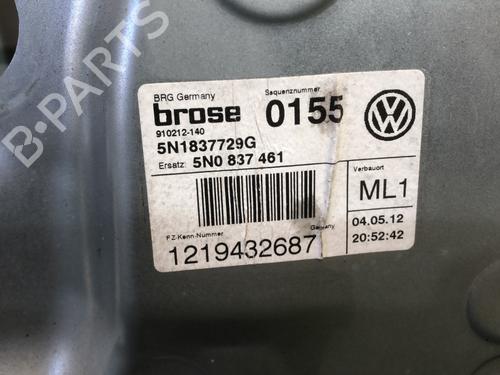 BRG Germany
brose
910212-140
Sequenznummer
0155
5N1837729G
Ersatz: 5N0 837 461
Verbauort
ML1
FZ-Kenn-Nummer
Germany
1219432687
04.05.12
20:52:42
B-PARTS